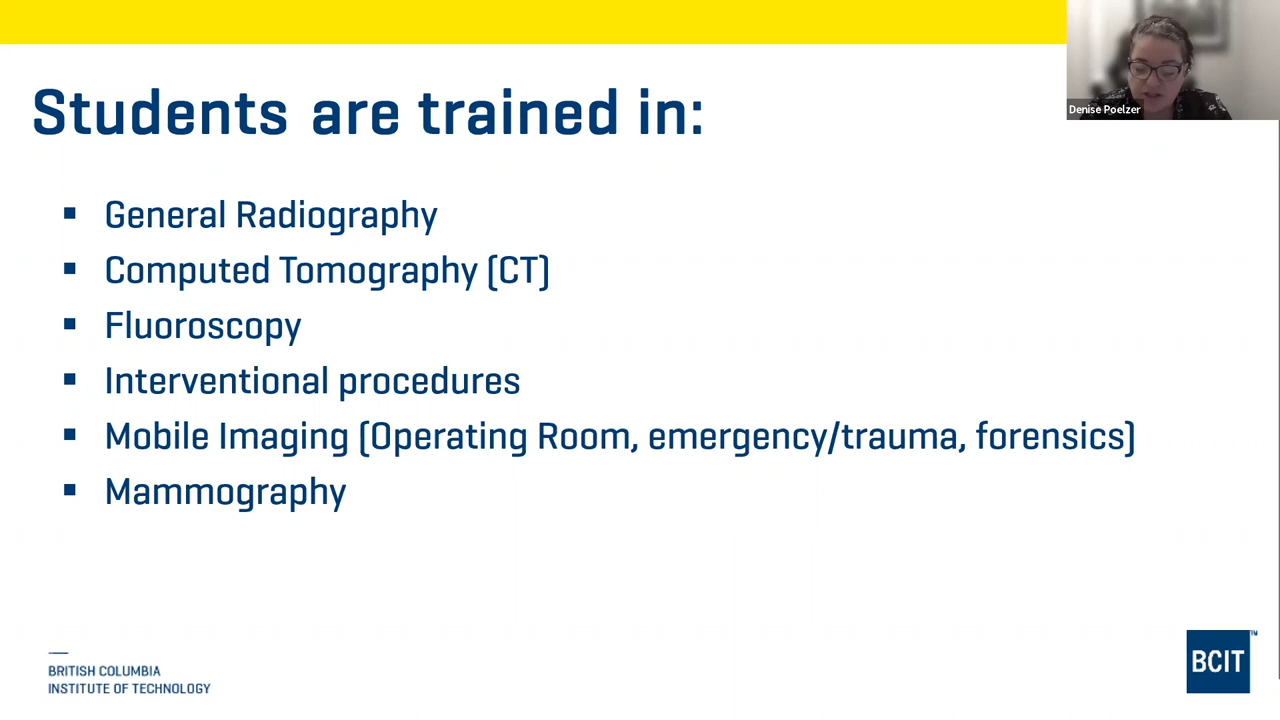 Denise Poelzer
Students are trained in:
▪ General Radiography
▪ Computed Tomography (CT)
▪ Fluoroscopy
▪ Interventional procedures
▪ Mobile Imaging (Operating Room, emergency/trauma, forensics)
▪ Mammography
BRITISH COLUMBIA
INSTITUTE OF TECHNOLOGY
BCIT™